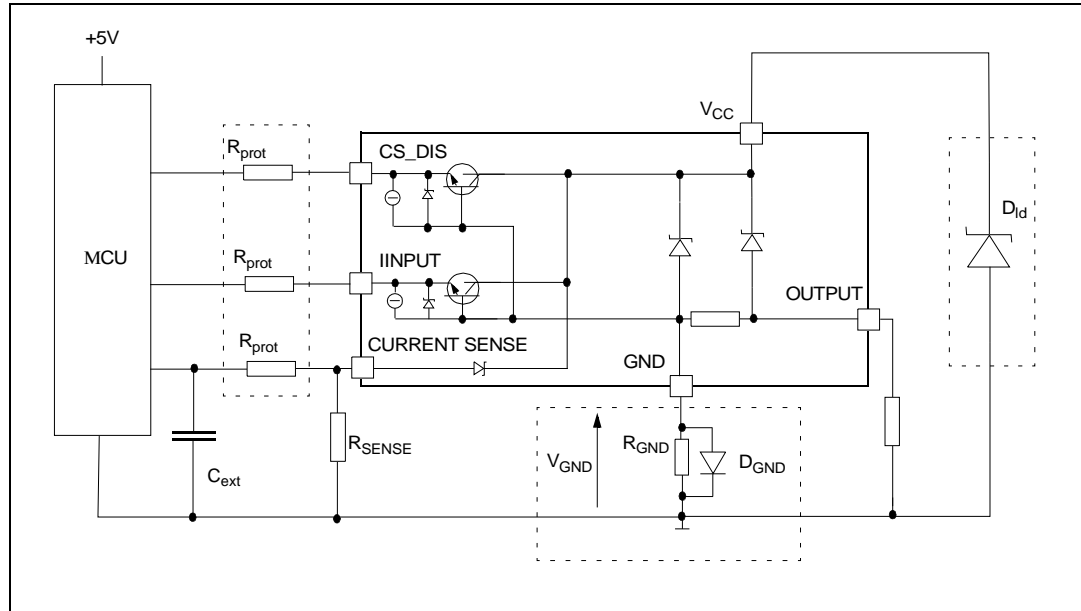 +5V
VCC
Rprot
CS_DIS
Dld
MCU
Rprot
IINPUT
OUTPUT
Rprot
CURRENT SENSE
GND
RSENSE
VGND
RGND
DGND
Cext